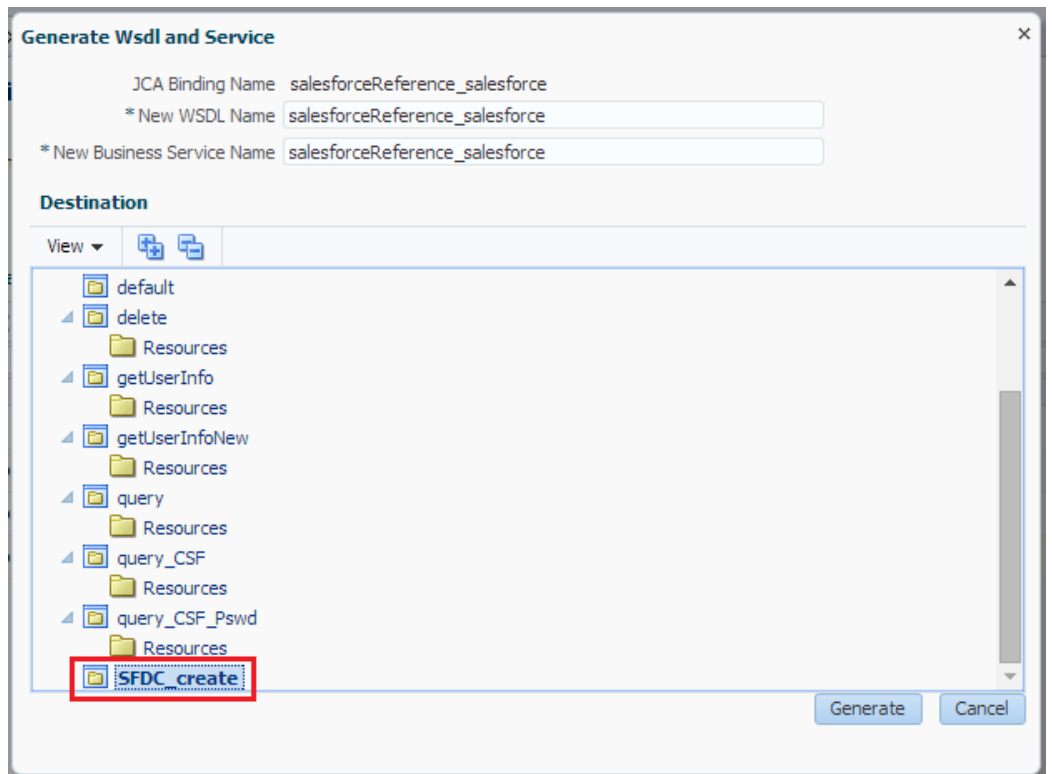 Generate Wsdl and Service
JCA Binding Name salesforceReference_salesforce
* New WSDL Name salesforceReference_salesforce
* New Business Service Name salesforceReference_salesforce
Destination
View
default
delete
Resources
getUserInfo
Resources
getUserInfoNew
Resources
query
Resources
query_CSF
Resources
query_CSF_Pswd
Resources
SFDC_create
Generate Cancel